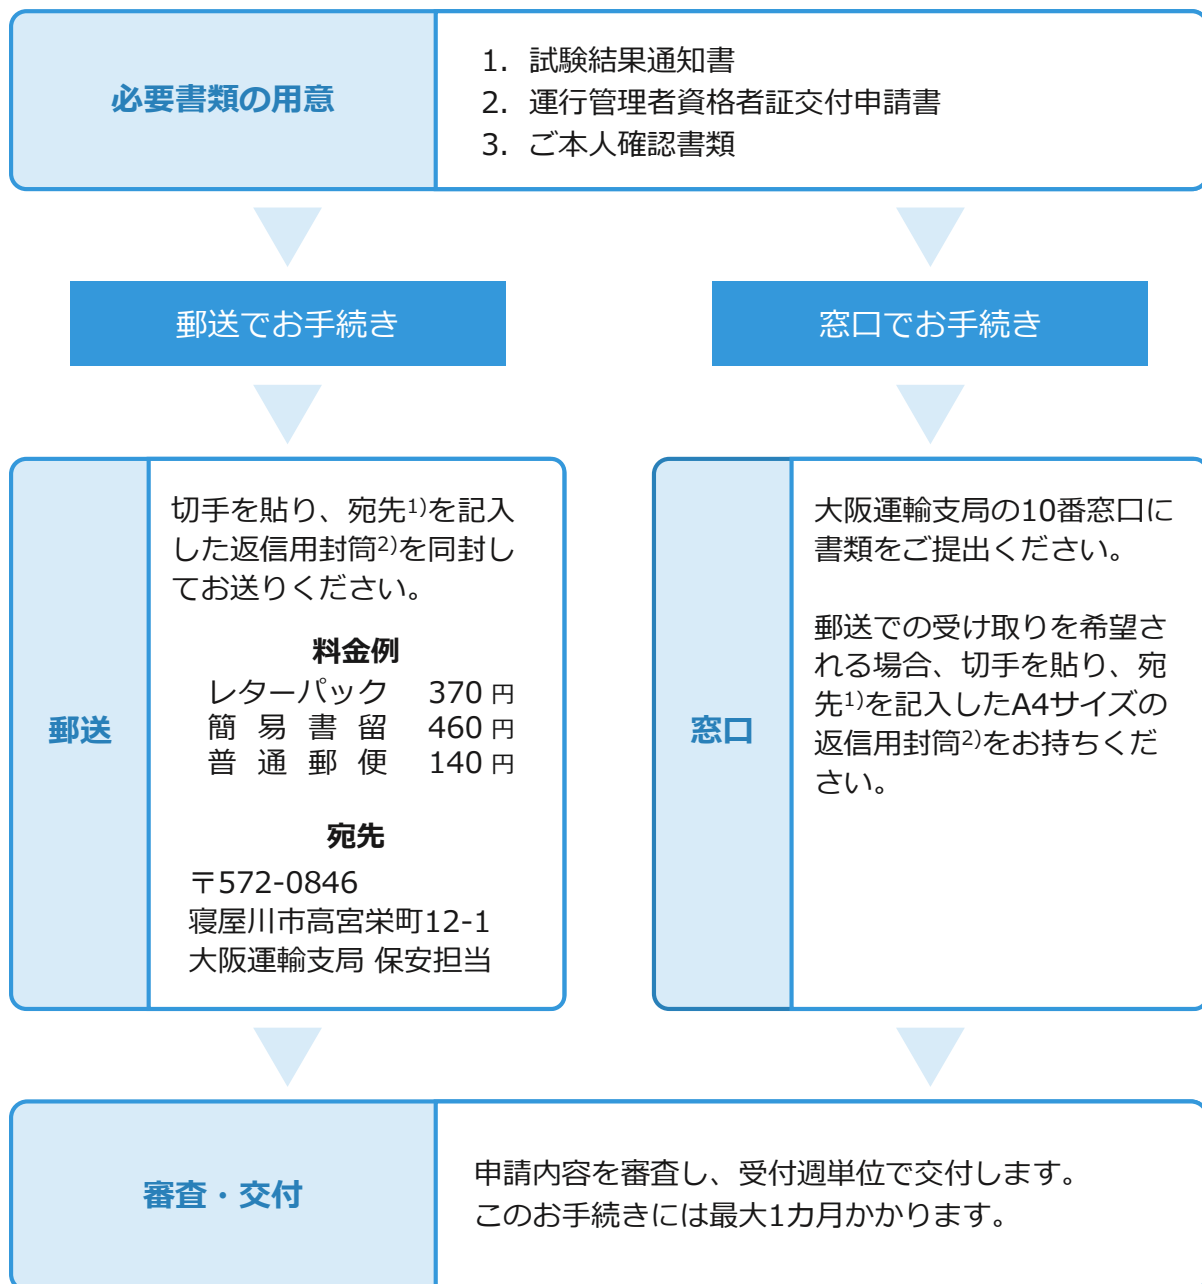 必要書類の用意
1. 試験結果通知書
2. 運行管理者資格者証交付申請書
3. ご本人確認書類
郵送でお手続き
窓口でお手続き
郵送
切手を貼り、宛先1)を記入
した返信用封筒2)を同封し
てお送りください。
料金例
レターパック 370 円
簡易書留 460 円
普通郵便 140 円
宛先
〒572-0846
寝屋川市高宮栄町12-1
大阪運輸支局 保安担当
窓口
大阪運輸支局の10番窓口に
書類をご提出ください。
郵送での受け取りを希望さ
れる場合、切手を貼り、宛
先1)を記入したA4サイズの
返信用封筒2)をお持ちくだ
さい。
審査・交付
申請内容を審査し、受付週単位で交付します。
このお手続きには最大1カ月かかります。